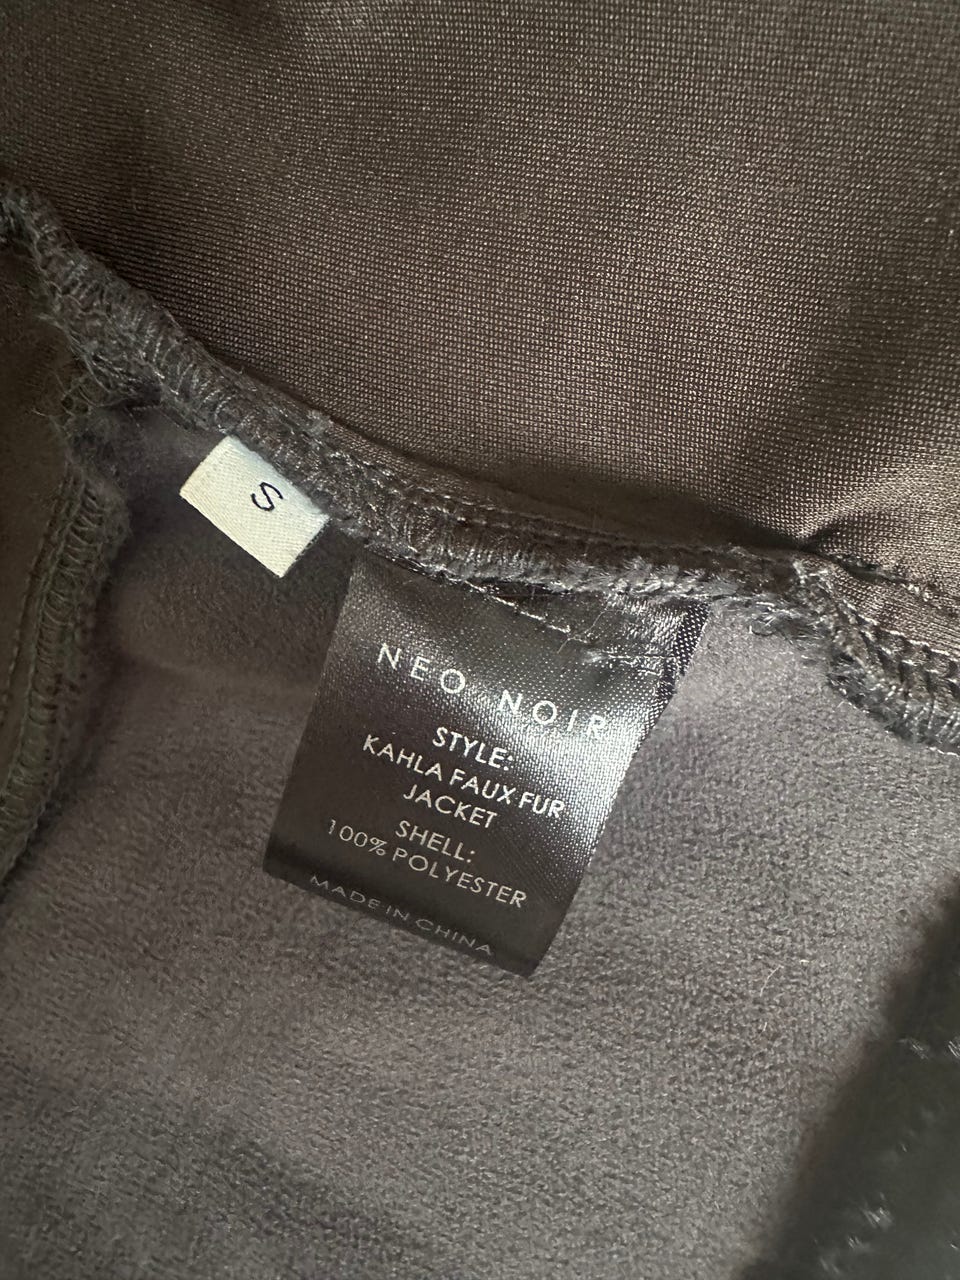 S
NEO NOIR
STYLE:
KAHLA FAUX FUR
JACKET
SHELL:
100% POLYESTER
MADE IN CHINA